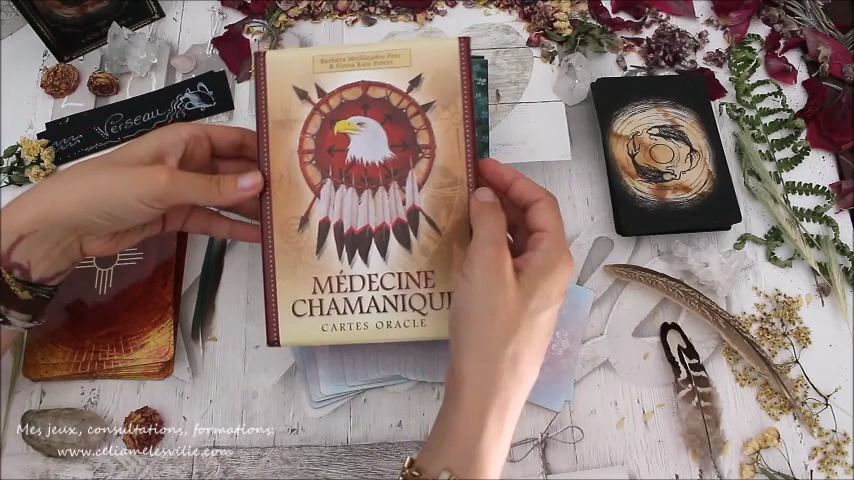 Barbara Meiklejohn-Free
& Flavia Kate Peters
Verseau
MÉDECINE
CHAMANIQUE
CARTES ORACLE
Mes jeux, consultations, formations:
www.celiamelesville.com